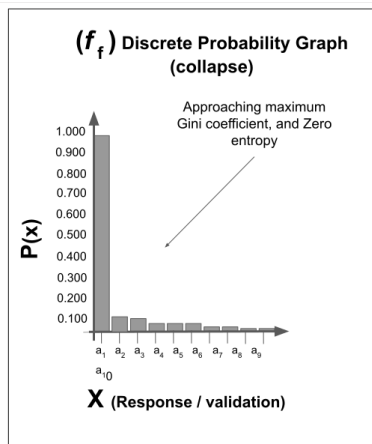 (f f) Discrete Probability Graph
(collapse)
Approaching maximum
Gini coefficient, and Zero
entropy
1.000
0.900
0.800
0.700
0.600
0.500
0.400
0.300
0.200
0.100
P(x)
a1 a2 a3 a4 a5 a6 a7 a8 a9
a10
X (Response / validation)